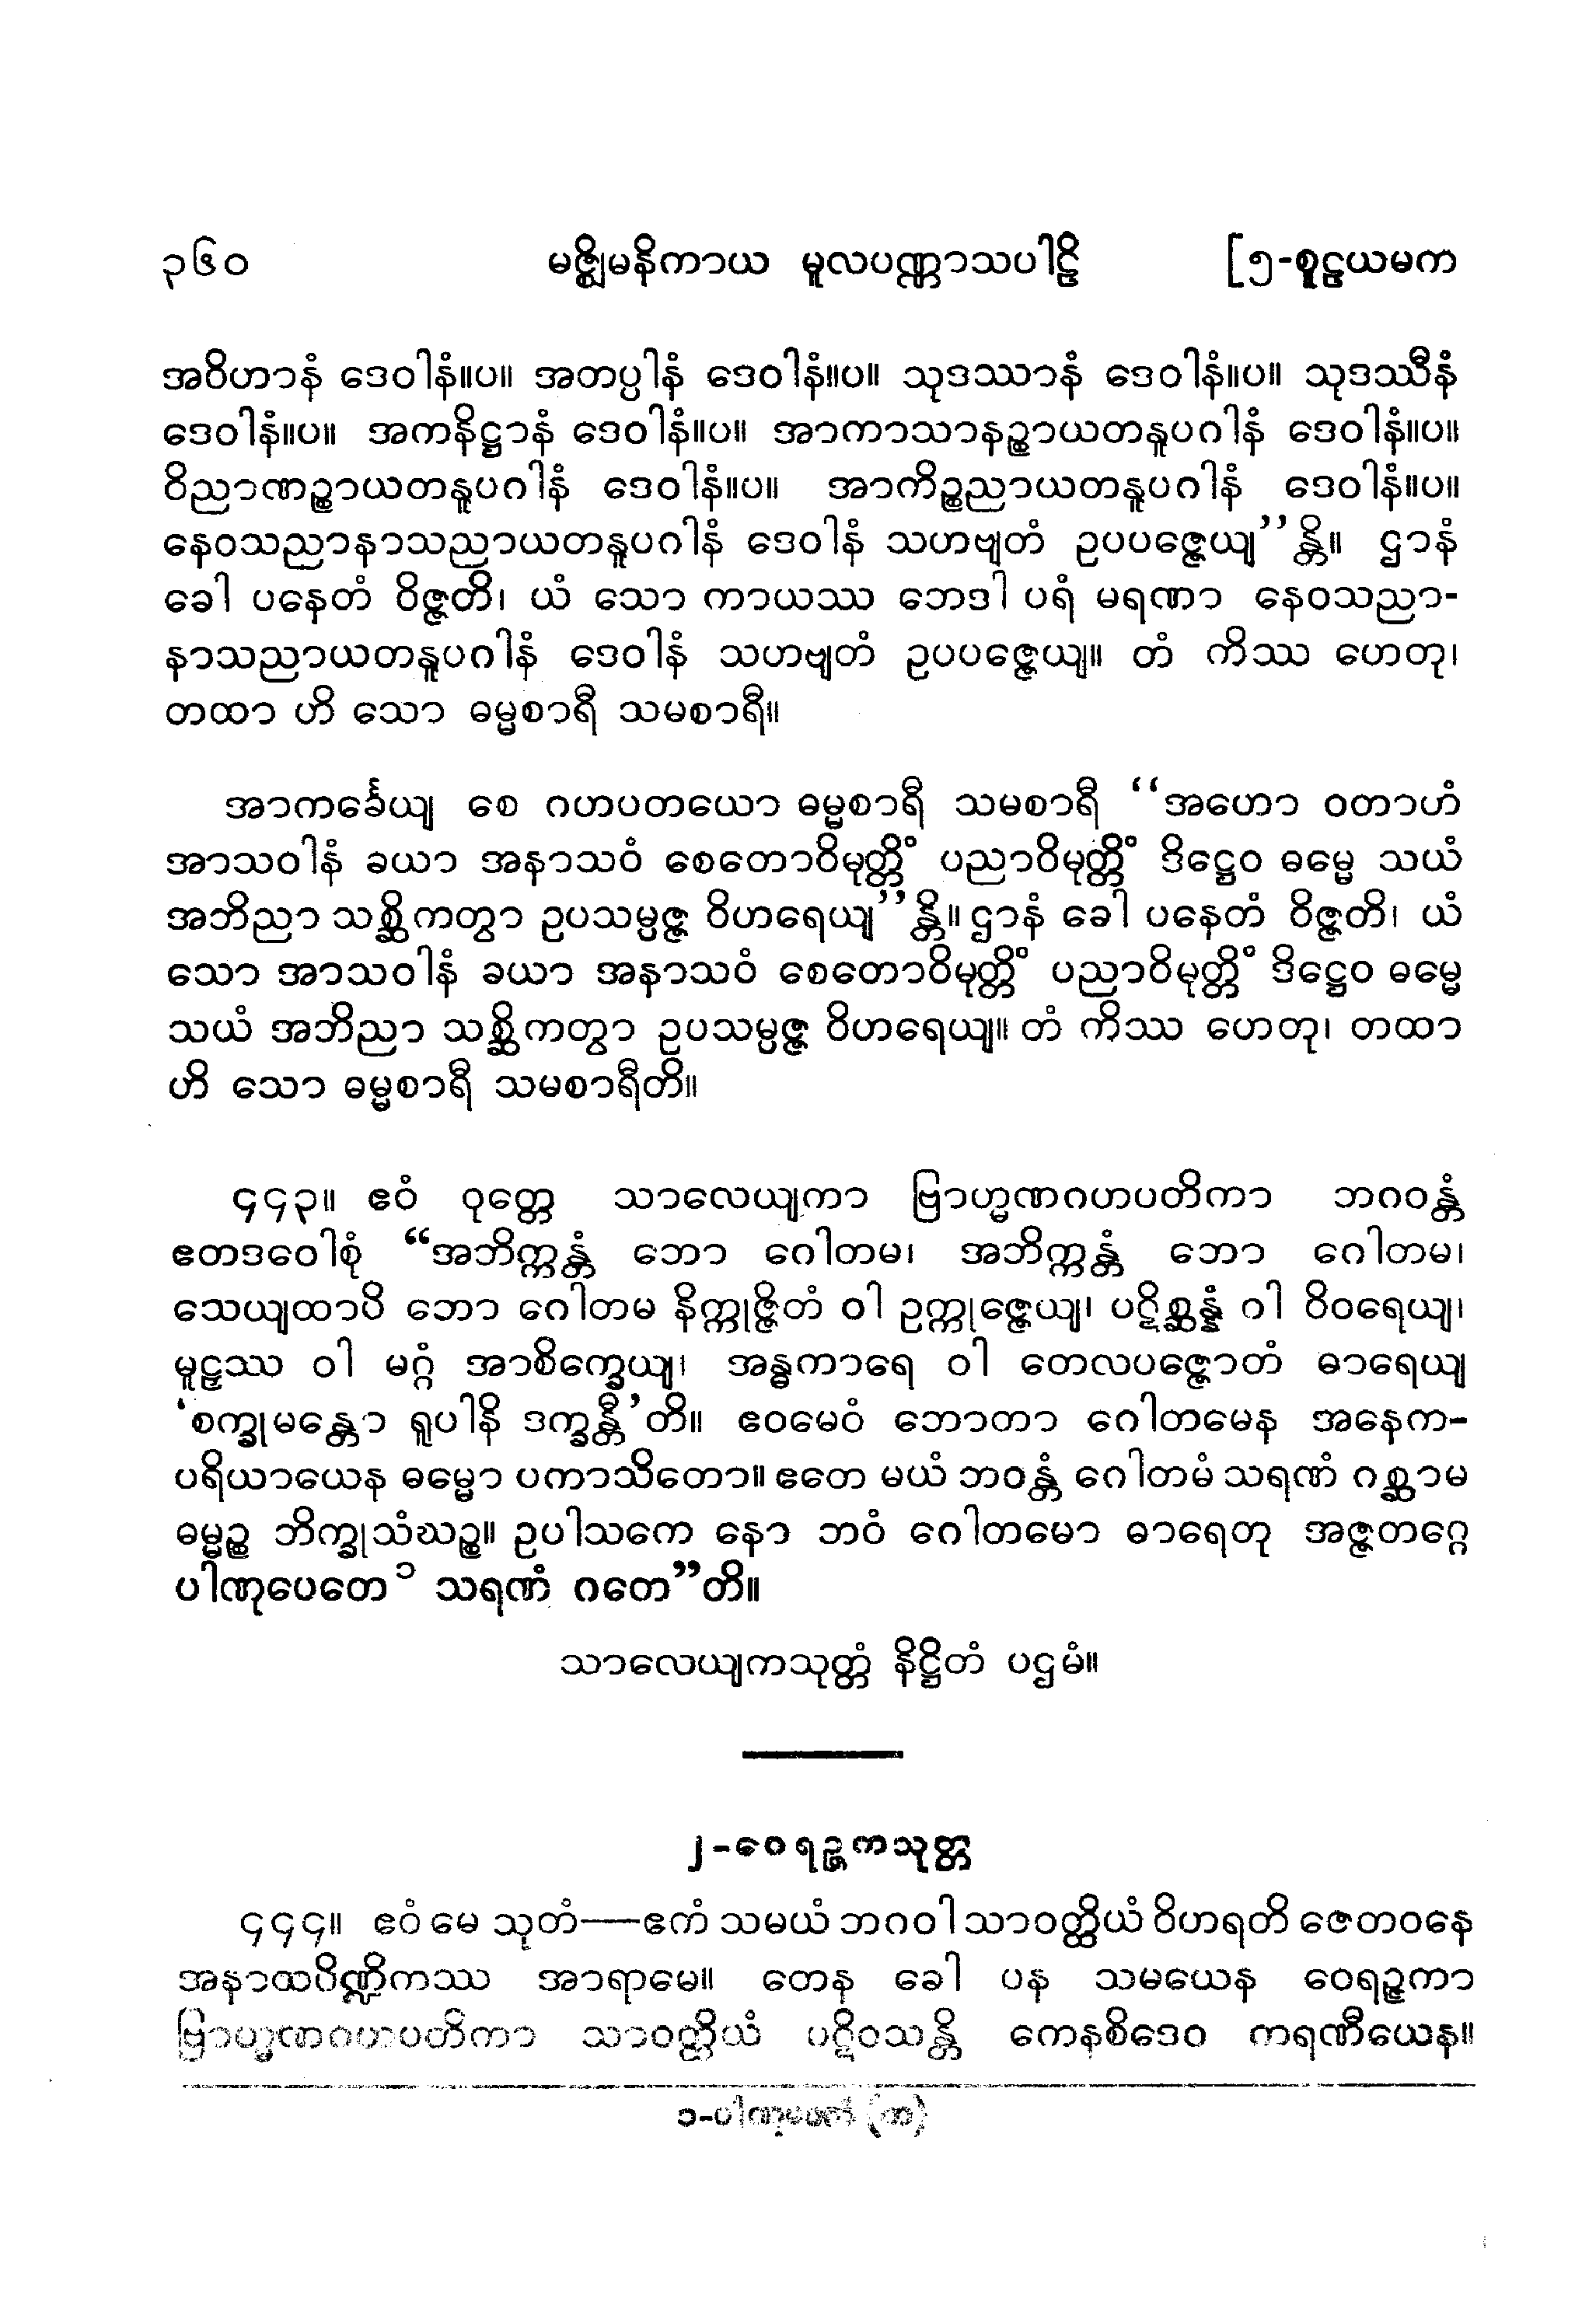 ၃၆၀ မဇ္ဈိမနိကာယ မူလပဏ္ဏာသပါဠိ [၅-စူဠယမက
အဝိဟာနံ ဒေဝါနံ။ပ။ အတပ္ပါနံ ဒေဝါနံ။ပ။ သုဒဿာနံ ဒေဝါနံ။ပ။ သုဒဿီနံ
ဒေဝါနံ။ပ။ အကနိဋ္ဌာနံ ဒေဝါနံ။ပ။ အာကာသာနဉ္စာယတနူပဂါနံ ဒေဝါနံ။ပ။
ဝိညာဏဉ္စာယတနူပဂါနံ ဒေဝါနံ။ပ။ အာကိဉ္စညာယတနူပဂါနံ ဒေဝါနံ။ပ။
နေဝသညာနာသညာယတနူပဂါနံ ဒေဝါနံ သဟဗျတံ ဥပပဇ္ဇေယျ’’န္တိ။ ဌာနံ
ခေါ ပနေတံ ဝိဇ္ဇတိ၊ ယံ သော ကာယဿ ဘေဒါ ပရံ မရဏာ နေဝသညာ-
နာသညာယတနူပဂါနံ ဒေဝါနံ သဟဗျတံ ဥပပဇ္ဇေယျ။ တံ ကိဿ ဟေတု၊
တထာ ဟိ သော ဓမ္မစာရီ သမစာရီ။
အာကင်္ခေယျ စေ ဂဟပတယော ဓမ္မစာရီ သမစာရီ ‘‘အဟော ဝတာဟံ
အာသဝါနံ ခယာ အနာသဝံ စေတောဝိမုတ္တိံ ပညာဝိမုတ္တိံ ဒိဋ္ဌေဝ ဓမ္မေ သယံ
အဘိညာ သစ္ဆိကတွာ ဥပသမ္ပဇ္ဇ ဝိဟရေယျ’’န္တိ။ ဌာနံ ခေါ ပနေတံ ဝိဇ္ဇတိ၊ ယံ
သော အာသဝါနံ ခယာ အနာသဝံ စေတောဝိမုတ္တိံ ပညာဝိမုတ္တိံ ဒိဋ္ဌေဝ ဓမ္မေ
သယံ အဘိညာ သစ္ဆိကတွာ ဥပသမ္ပဇ္ဇ ဝိဟရေယျ။ တံ ကိဿ ဟေတု၊ တထာ
ဟိ သော ဓမ္မစာရီ သမစာရီတိ။
၄၄၃။ ဧဝံ ဝုတ္တေ သာလေယျကာ ဗြာဟ္မဏဂဟပတိကာ ဘဂဝန္တံ
ဧတဒဝေါစုံ “အဘိက္ကန္တံ ဘော ဂေါတမ၊ အဘိက္ကန္တံ ဘော ဂေါတမ၊
သေယျထာပိ ဘော ဂေါတမ နိက္ကုဇ္ဇိတံ ဝါ ဥက္ကုဇ္ဇေယျ၊ ပဋိစ္ဆန္နံ ဝါ ဝိဝရေယျ၊
မူဠှဿ ဝါ မဂ္ဂံ အာစိက္ခေယျ၊ အန္ဓကာရေ ဝါ တေလပဇ္ဇောတံ ဓာရေယျ
‘စက္ခုမန္တော ရူပါနိ ဒက္ခန္တီ’တိ။ ဧဝမေဝံ ဘောတာ ဂေါတမေန အနေက-
ပရိယာယေန ဓမ္မော ပကာသိတော။ ဧတေ မယံ ဘဝန္တံ ဂေါတမံ သရဏံ ဂစ္ဆာမ
ဓမ္မဉ္စ ဘိက္ခုသံဃဉ္စ။ ဥပါသကေ နော ဘဝံ ဂေါတမော ဓာရေတု အဇ္ဇတဂ္ဂေ
ပါဏုပေတေ ၁ သရဏံ ဂတေ”တိ။
သာလေယျကသုတ္တံ နိဋ္ဌိတံ ပဌမံ။
၂-ဝေရဉ္ဇကသုတ္တ
၄၄၄။ ဧဝံ မေ သုတံ—ဧကံ သမယံ ဘဂဝါ သာဝတ္ထိယံ ဝိဟရတိ ဇေတဝနေ
အနာထပိဏ္ဍိကဿ အာရာမေ။ တေန ခေါ ပန သမယေန ဝေရဉ္ဇကာ
ဗြာဟ္မဏဂဟပတိကာ သာဝတ္ထိယံ ပဋိဝသန္တိ ကေနစိဒေဝ ကရဏီယေန။
၁-ပါဏုပေတံ (က)